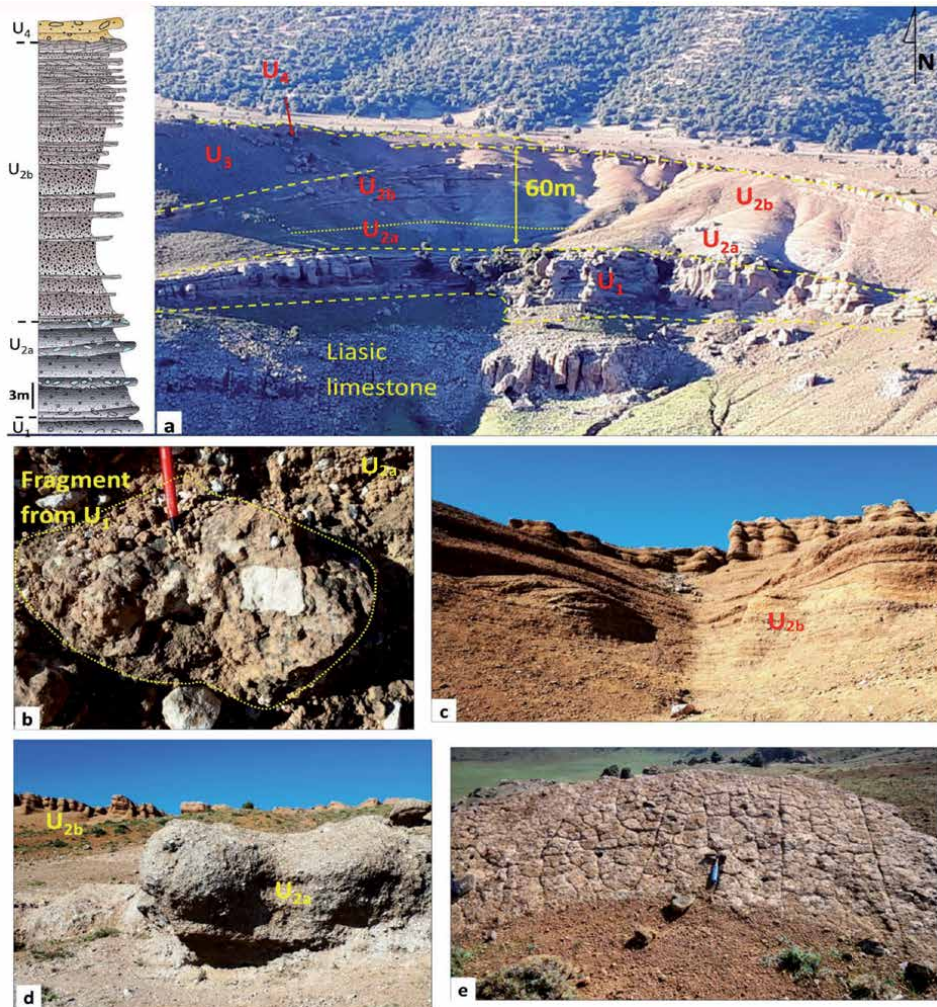 U₄
U₂b
U₂a
3m
U₁
a
N
U₄
U₃
U₂b
60m
U₂b
U₂a
U₂a
U₁
Liasic
limestone
Fragment
from U₁
U₂a
b
U₂b
c
U₂b
U₂a
d
e